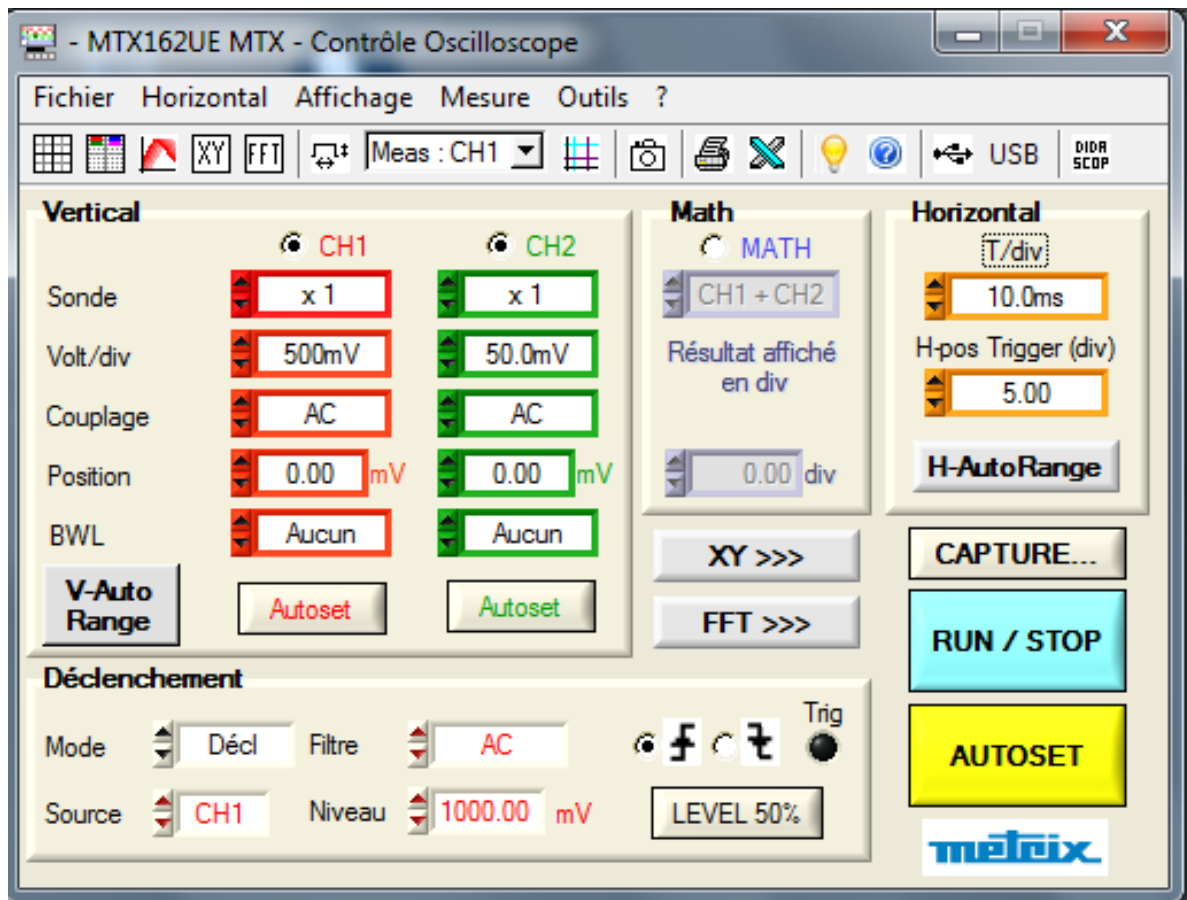 - MTX162UE MTX - Contrôle Oscilloscope
Fichier Horizontal Affichage Mesure Outils ?
XY FFT Meas : CH1 USB DIDA SCOP
Vertical
CH1 CH2
Sonde x 1 x 1
Volt/div 500mV 50.0mV
Couplage AC AC
Position 0.00 mV 0.00 mV
BWL Aucun Aucun
V-Auto Range Autoset Autoset
Math
MATH
CH1 + CH2
Résultat affiché
en div
0.00 div
XY >>>
FFT >>>
Horizontal
T/div
10.0ms
H-pos Trigger (div)
5.00
H-AutoRange
CAPTURE...
RUN / STOP
AUTOSET
Déclenchement
Mode Décl Filtre AC Trig
Source CH1 Niveau 1000.00 mV LEVEL 50%
metrix